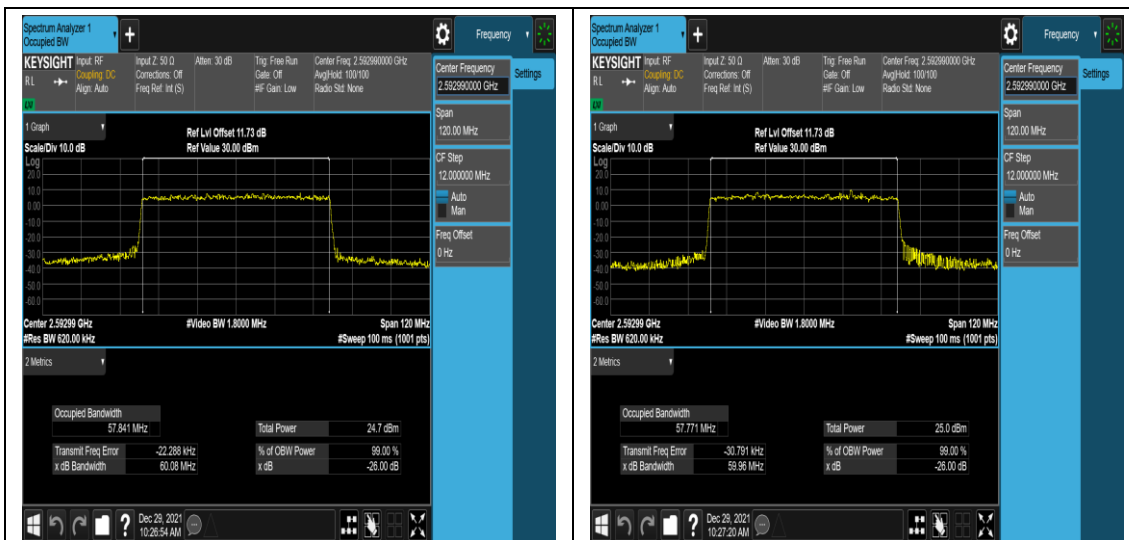 Spectrum Analyzer 1
Occupied BW
Frequency
KEYSIGHT
R L
Input: RF
Coupling: DC
Align: Auto
Input Z: 50 Ω
Corrections: Off
Freq Ref: Int (S)
Atten: 30 dB
Trig: Free Run
Gate: Off
#IF Gain: Low
Center Freq: 2.592990000 GHz
Avg|Hold: 100/100
Radio Std: None
Center Frequency
2.592990000 GHz
Settings
Span
120.00 MHz
CF Step
12.000000 MHz
Auto
Man
Freq Offset
0 Hz
1 Graph
Scale/Div 10.0 dB
Ref Lvl Offset 11.73 dB
Ref Value 30.00 dBm
Log
20.0
10.0
0.00
-10.0
-20.0
-30.0
-40.0
-50.0
-60.0
Center 2.59299 GHz
#Res BW 620.00 kHz
#Video BW 1.8000 MHz
Span 120 MHz
#Sweep 100 ms (1001 pts)
2 Metrics
Occupied Bandwidth
57.841 MHz
Total Power 24.7 dBm
Transmit Freq Error -22.288 kHz
% of OBW Power 99.00 %
x dB Bandwidth 60.08 MHz
x dB -26.00 dB
?
Dec 29, 2021
10:26:54 AM
Spectrum Analyzer 1
Occupied BW
Frequency
KEYSIGHT
R L
Input: RF
Coupling: DC
Align: Auto
Input Z: 50 Ω
Corrections: Off
Freq Ref: Int (S)
Atten: 30 dB
Trig: Free Run
Gate: Off
#IF Gain: Low
Center Freq: 2.592990000 GHz
Avg|Hold: 100/100
Radio Std: None
Center Frequency
2.592990000 GHz
Settings
Span
120.00 MHz
CF Step
12.000000 MHz
Auto
Man
Freq Offset
0 Hz
1 Graph
Scale/Div 10.0 dB
Ref Lvl Offset 11.73 dB
Ref Value 30.00 dBm
Log
20.0
10.0
0.00
-10.0
-20.0
-30.0
-40.0
-50.0
-60.0
Center 2.59299 GHz
#Res BW 620.00 kHz
#Video BW 1.8000 MHz
Span 120 MHz
#Sweep 100 ms (1001 pts)
2 Metrics
Occupied Bandwidth
57.771 MHz
Total Power 25.0 dBm
Transmit Freq Error -30.791 kHz
% of OBW Power 99.00 %
x dB Bandwidth 59.96 MHz
x dB -26.00 dB
?
Dec 29, 2021
10:27:20 AM